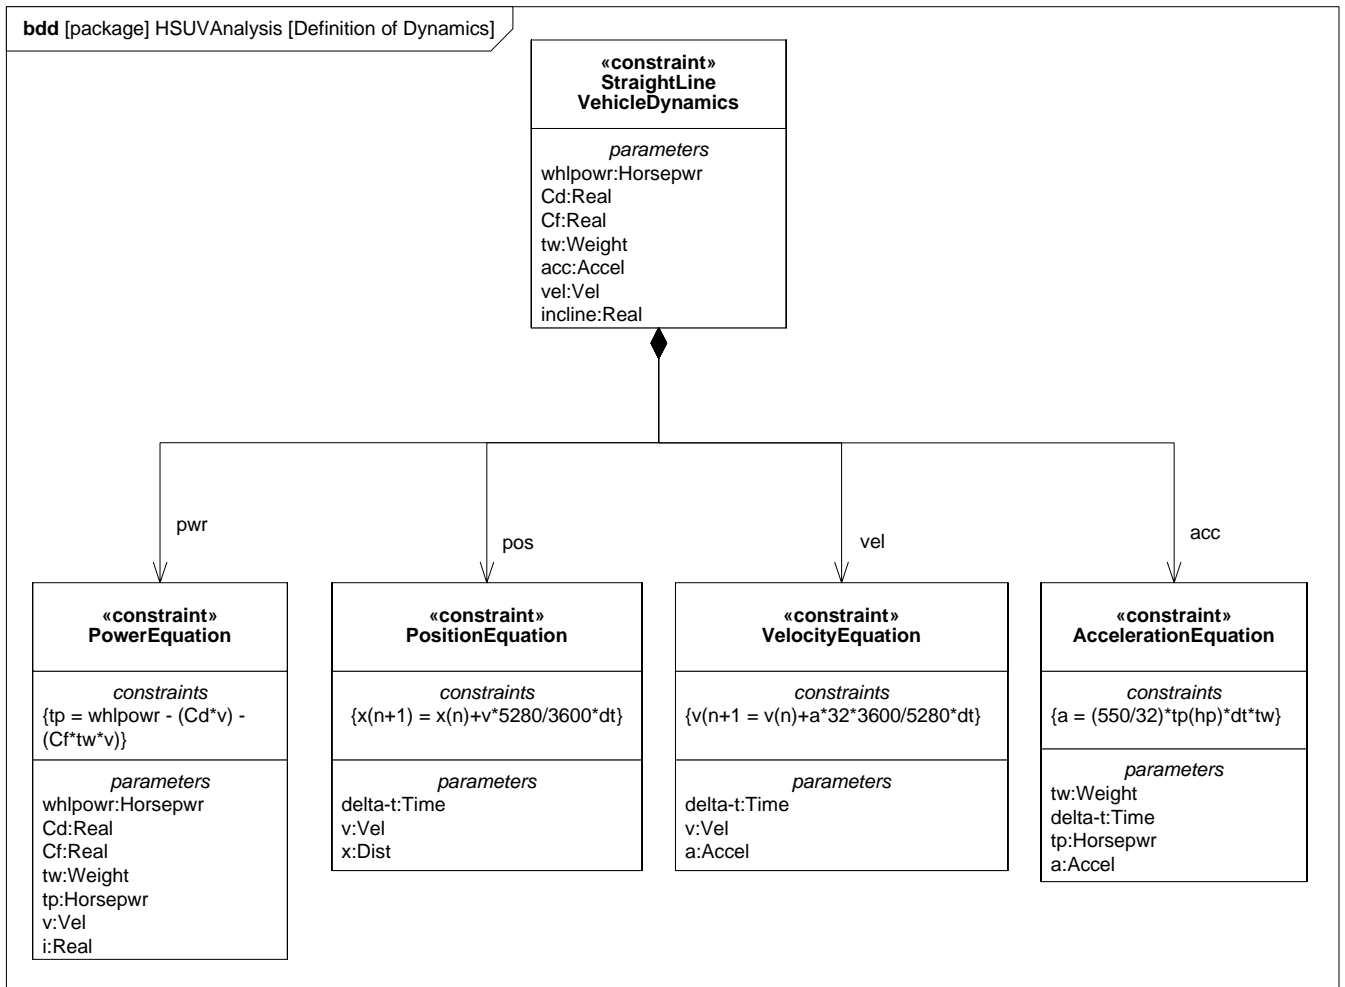 bdd [package] HSUVAnalysis [Definition of Dynamics]
«constraint»
StraightLine
VehicleDynamics
parameters
whlpowr:Horsepwr
Cd:Real
Cf:Real
tw:Weight
acc:Accel
vel:Vel
incline:Real
pwr
pos
vel
acc
«constraint»
PowerEquation
constraints
{tp = whlpowr - (Cd*v) -
(Cf*tw*v)}
parameters
whlpowr:Horsepwr
Cd:Real
Cf:Real
tw:Weight
tp:Horsepwr
v:Vel
i:Real
«constraint»
PositionEquation
constraints
{x(n+1) = x(n)+v*5280/3600*dt}
parameters
delta-t:Time
v:Vel
x:Dist
«constraint»
VelocityEquation
constraints
{v(n+1 = v(n)+a*32*3600/5280*dt}
parameters
delta-t:Time
v:Vel
a:Accel
«constraint»
AccelerationEquation
constraints
{a = (550/32)*tp(hp)*dt*tw}
parameters
tw:Weight
delta-t:Time
tp:Horsepwr
a:Accel